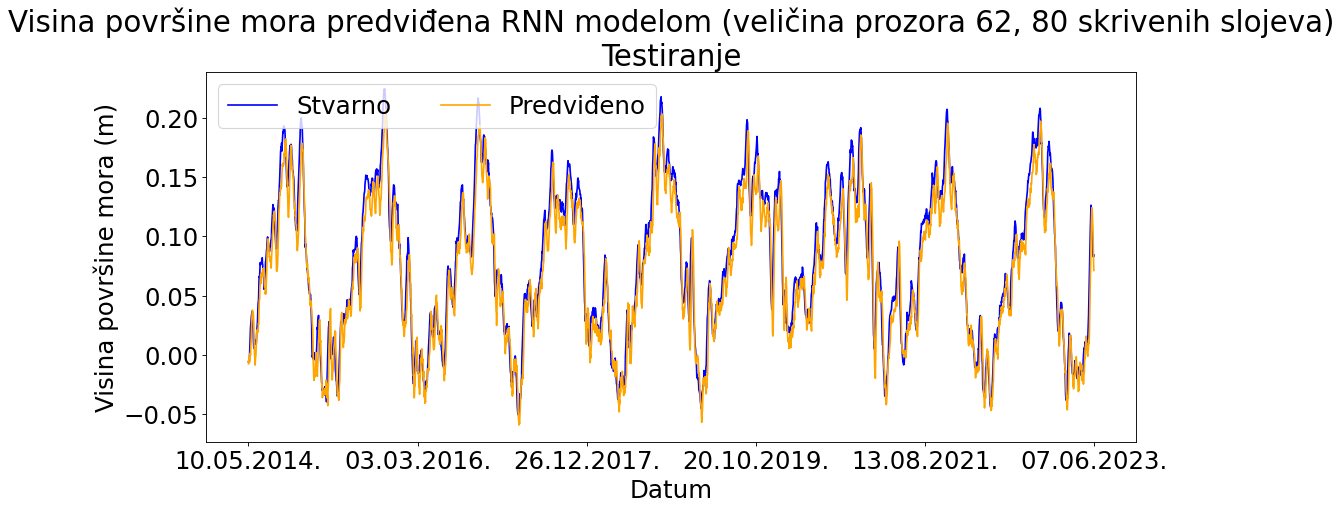 Visina površine mora predviđena RNN modelom (veličina prozora 62, 80 skrivenih slojeva)
Testiranje
Stvarno Predviđeno
Visina površine mora (m)
0.20
0.15
0.10
0.05
0.00
−0.05
10.05.2014. 03.03.2016. 26.12.2017. 20.10.2019. 13.08.2021. 07.06.2023.
Datum